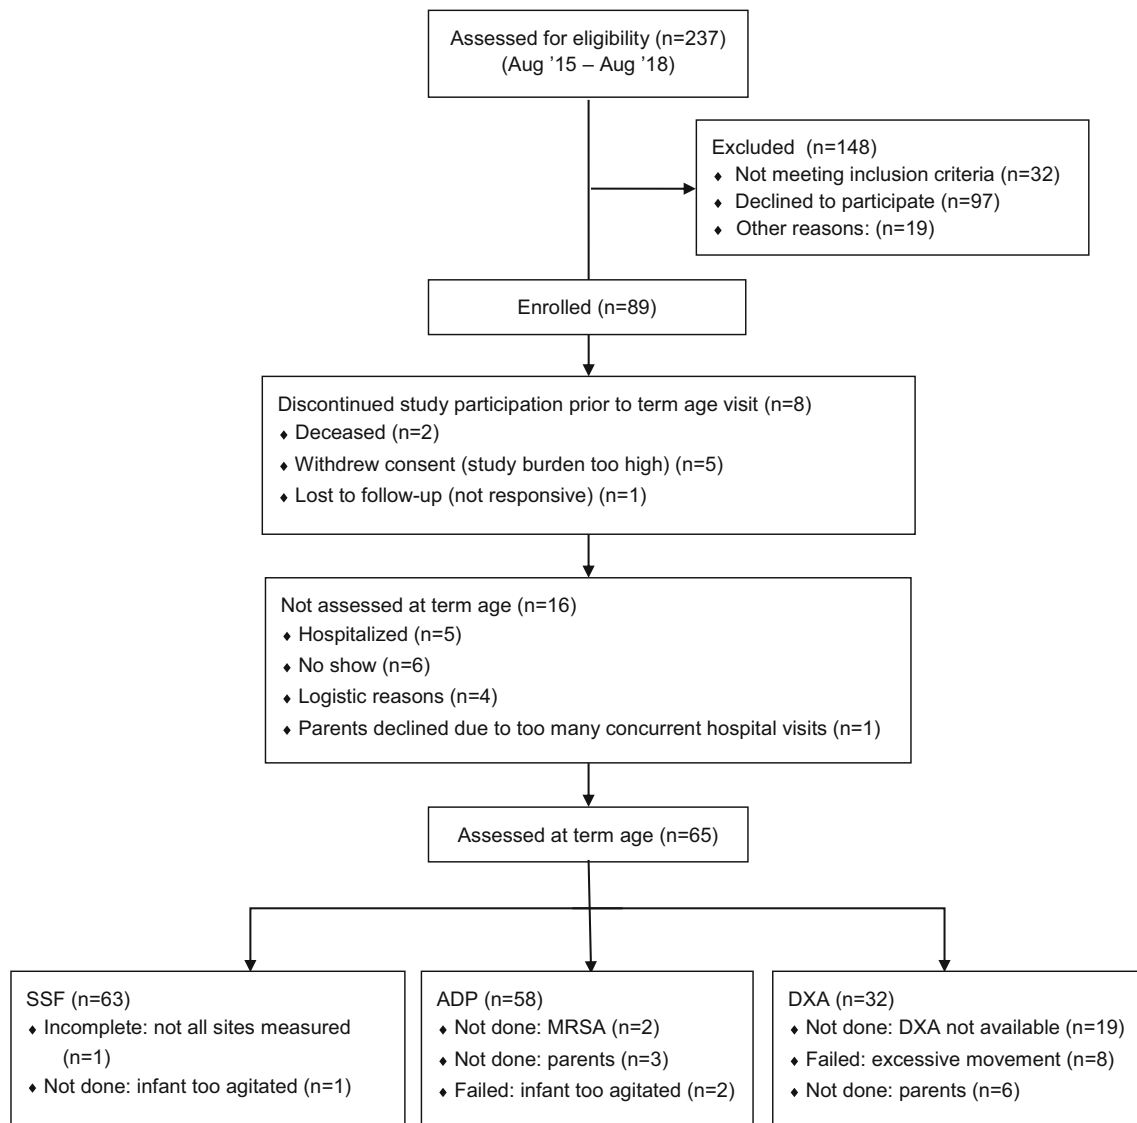 Assessed for eligibility (n=237)
(Aug ’15 – Aug ’18)
Excluded (n=148)
♦ Not meeting inclusion criteria (n=32)
♦ Declined to participate (n=97)
♦ Other reasons: (n=19)
Enrolled (n=89)
Discontinued study participation prior to term age visit (n=8)
♦ Deceased (n=2)
♦ Withdrew consent (study burden too high) (n=5)
♦ Lost to follow-up (not responsive) (n=1)
Not assessed at term age (n=16)
♦ Hospitalized (n=5)
♦ No show (n=6)
♦ Logistic reasons (n=4)
♦ Parents declined due to too many concurrent hospital visits (n=1)
Assessed at term age (n=65)
SSF (n=63)
♦ Incomplete: not all sites measured
(n=1)
♦ Not done: infant too agitated (n=1)
ADP (n=58)
♦ Not done: MRSA (n=2)
♦ Not done: parents (n=3)
♦ Failed: infant too agitated (n=2)
DXA (n=32)
♦ Not done: DXA not available (n=19)
♦ Failed: excessive movement (n=8)
♦ Not done: parents (n=6)